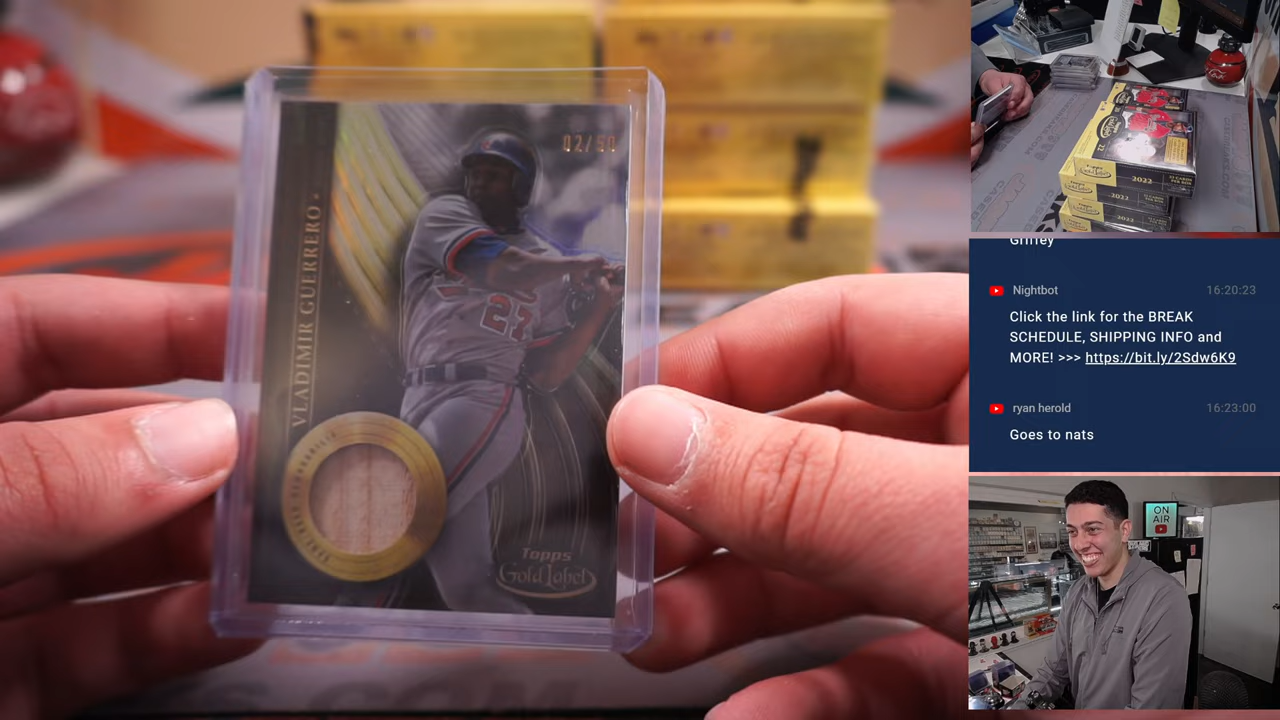 02/50
VLADIMIR GUERRERO
27
Topps
Gold Label
2022
2022
Griffey
Nightbot
16:20:23
Click the link for the BREAK
SCHEDULE, SHIPPING INFO and
MORE! >>> https://bit.ly/2Sdw6K9
ryan herold
16:23:00
Goes to nats
ON
AIR